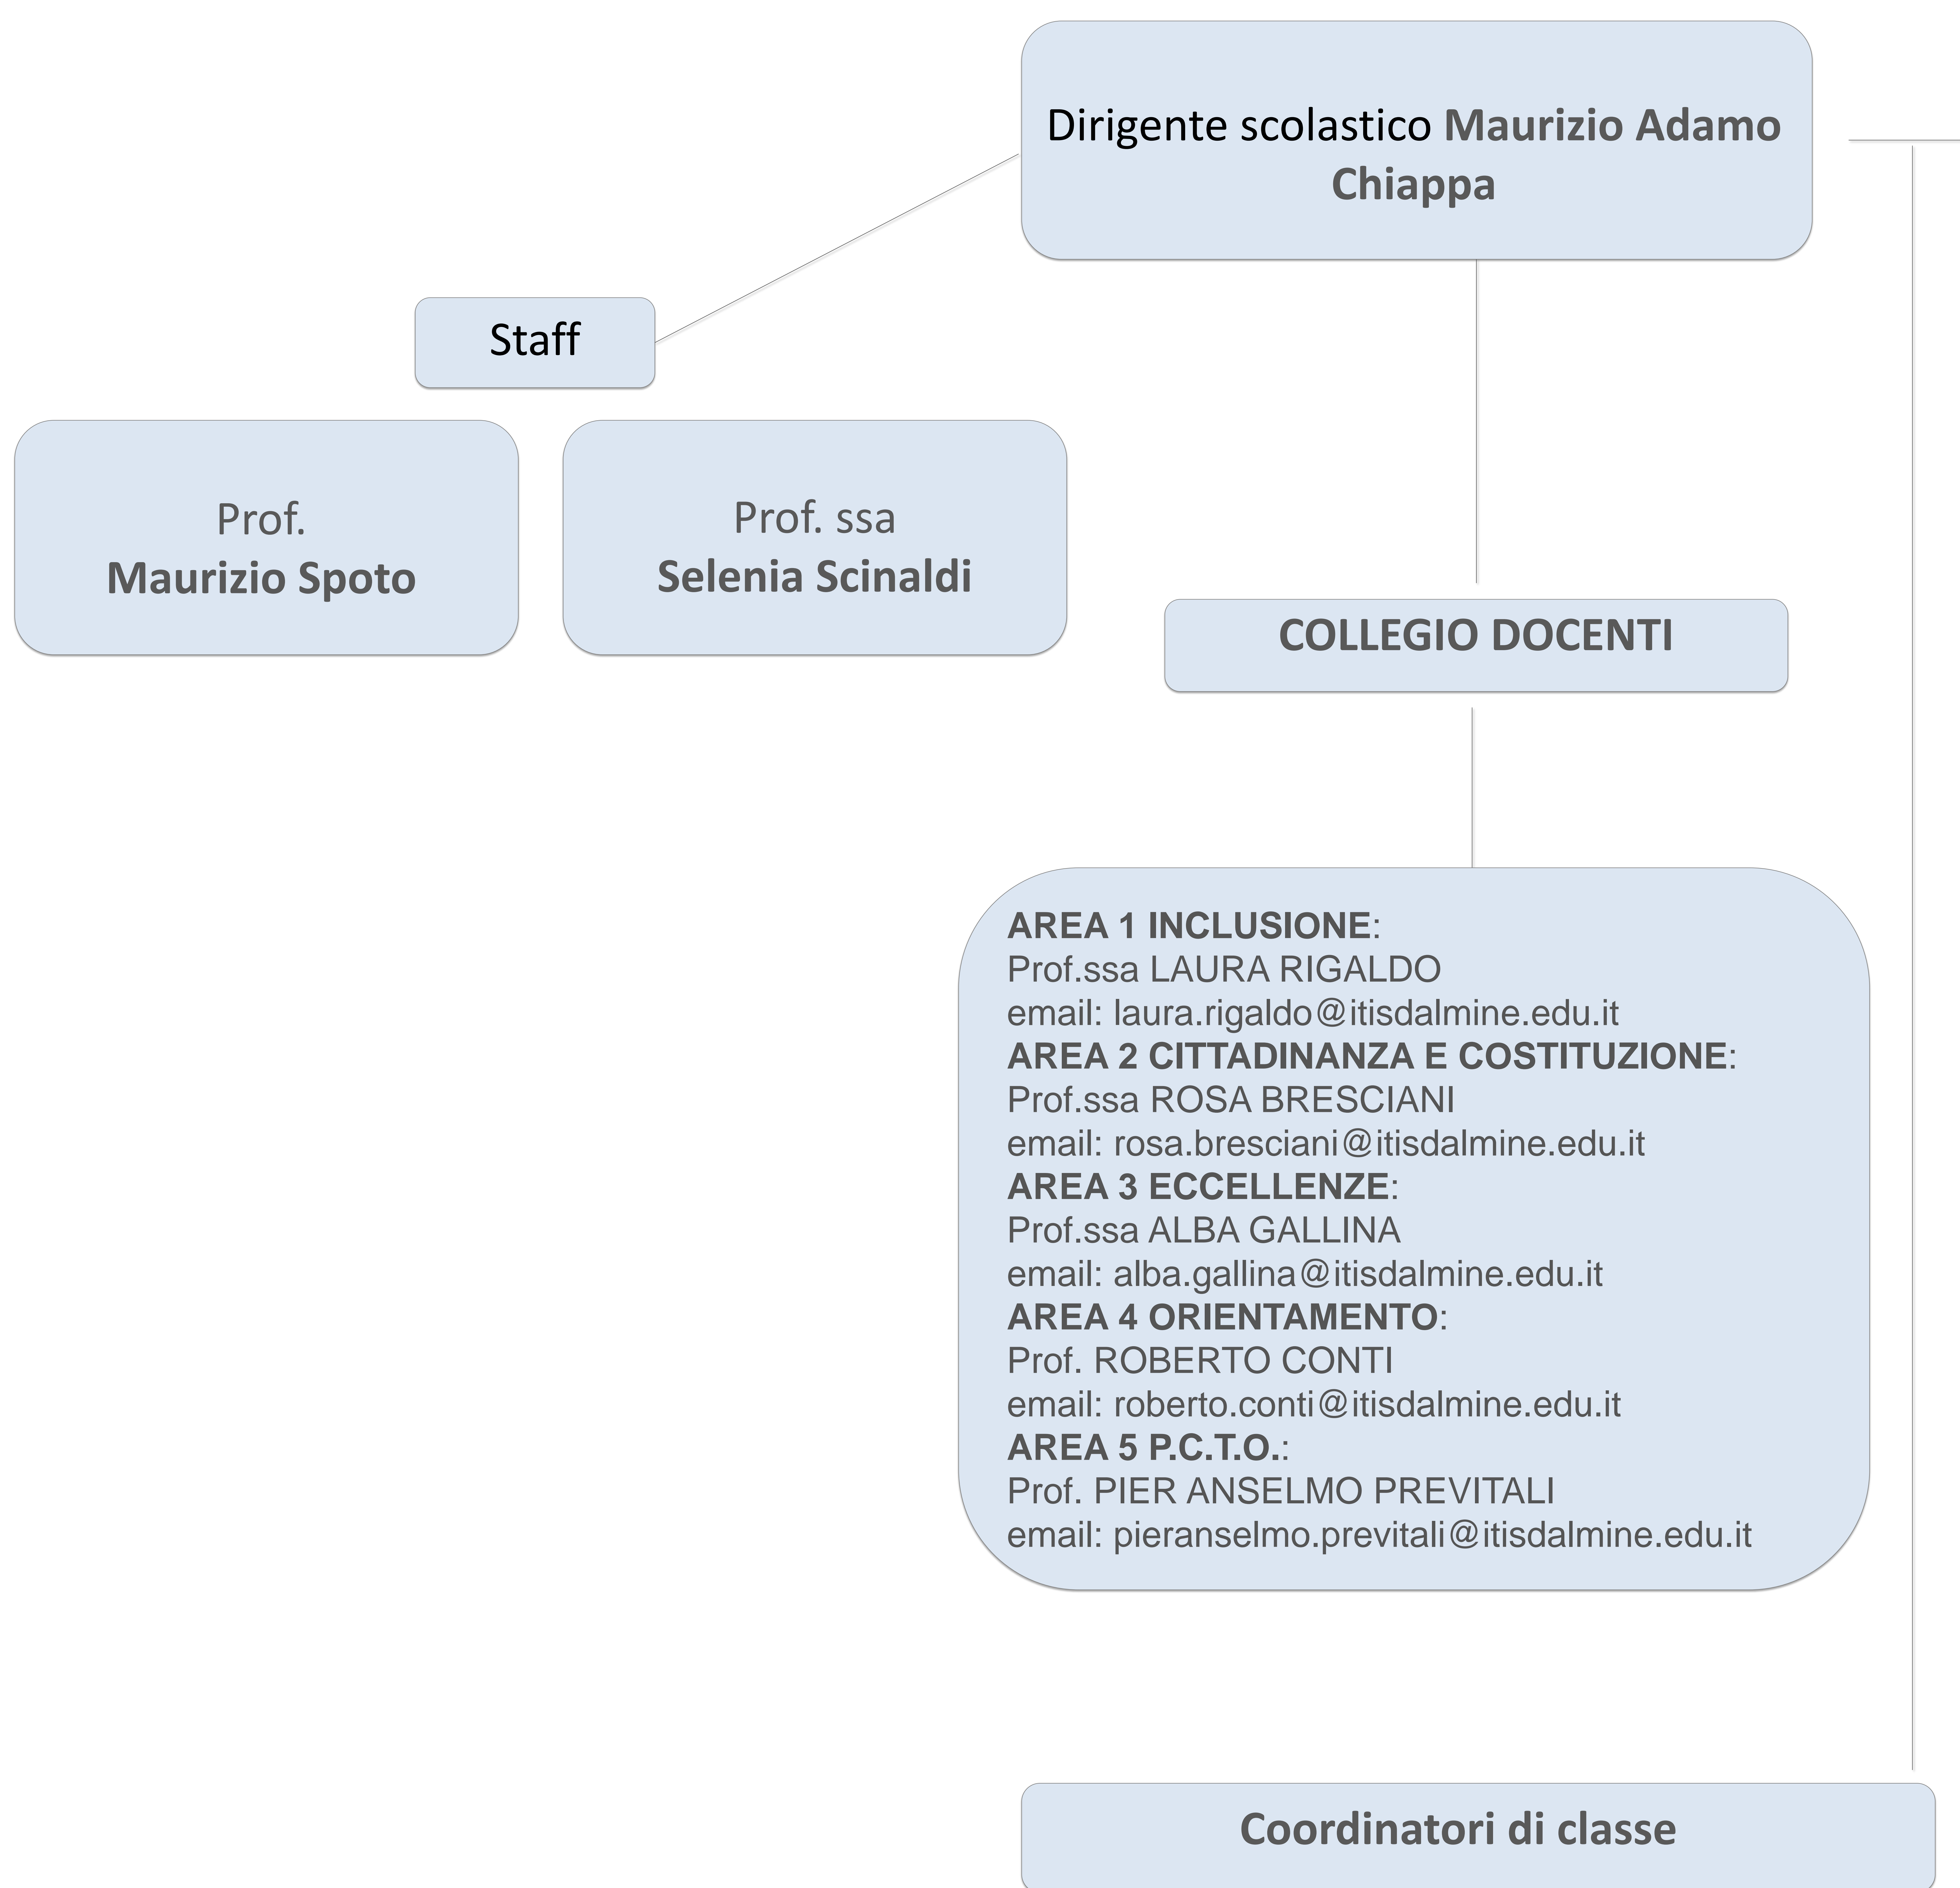 Dirigente scolastico Maurizio Adamo
Chiappa
Staff
Prof.
Maurizio Spoto
Prof. ssa
Selenia Scinaldi
COLLEGIO DOCENTI
AREA 1 INCLUSIONE:
Prof.ssa LAURA RIGALDO
email: laura.rigaldo@itisdalmine.edu.it
AREA 2 CITTADINANZA E COSTITUZIONE:
Prof.ssa ROSA BRESCIANI
email: rosa.bresciani@itisdalmine.edu.it
AREA 3 ECCELLENZE:
Prof.ssa ALBA GALLINA
email: alba.gallina@itisdalmine.edu.it
AREA 4 ORIENTAMENTO:
Prof. ROBERTO CONTI
email: roberto.conti@itisdalmine.edu.it
AREA 5 P.C.T.O.:
Prof. PIER ANSELMO PREVITALI
email: pieranselmo.previtali@itisdalmine.edu.it
Coordinatori di classe